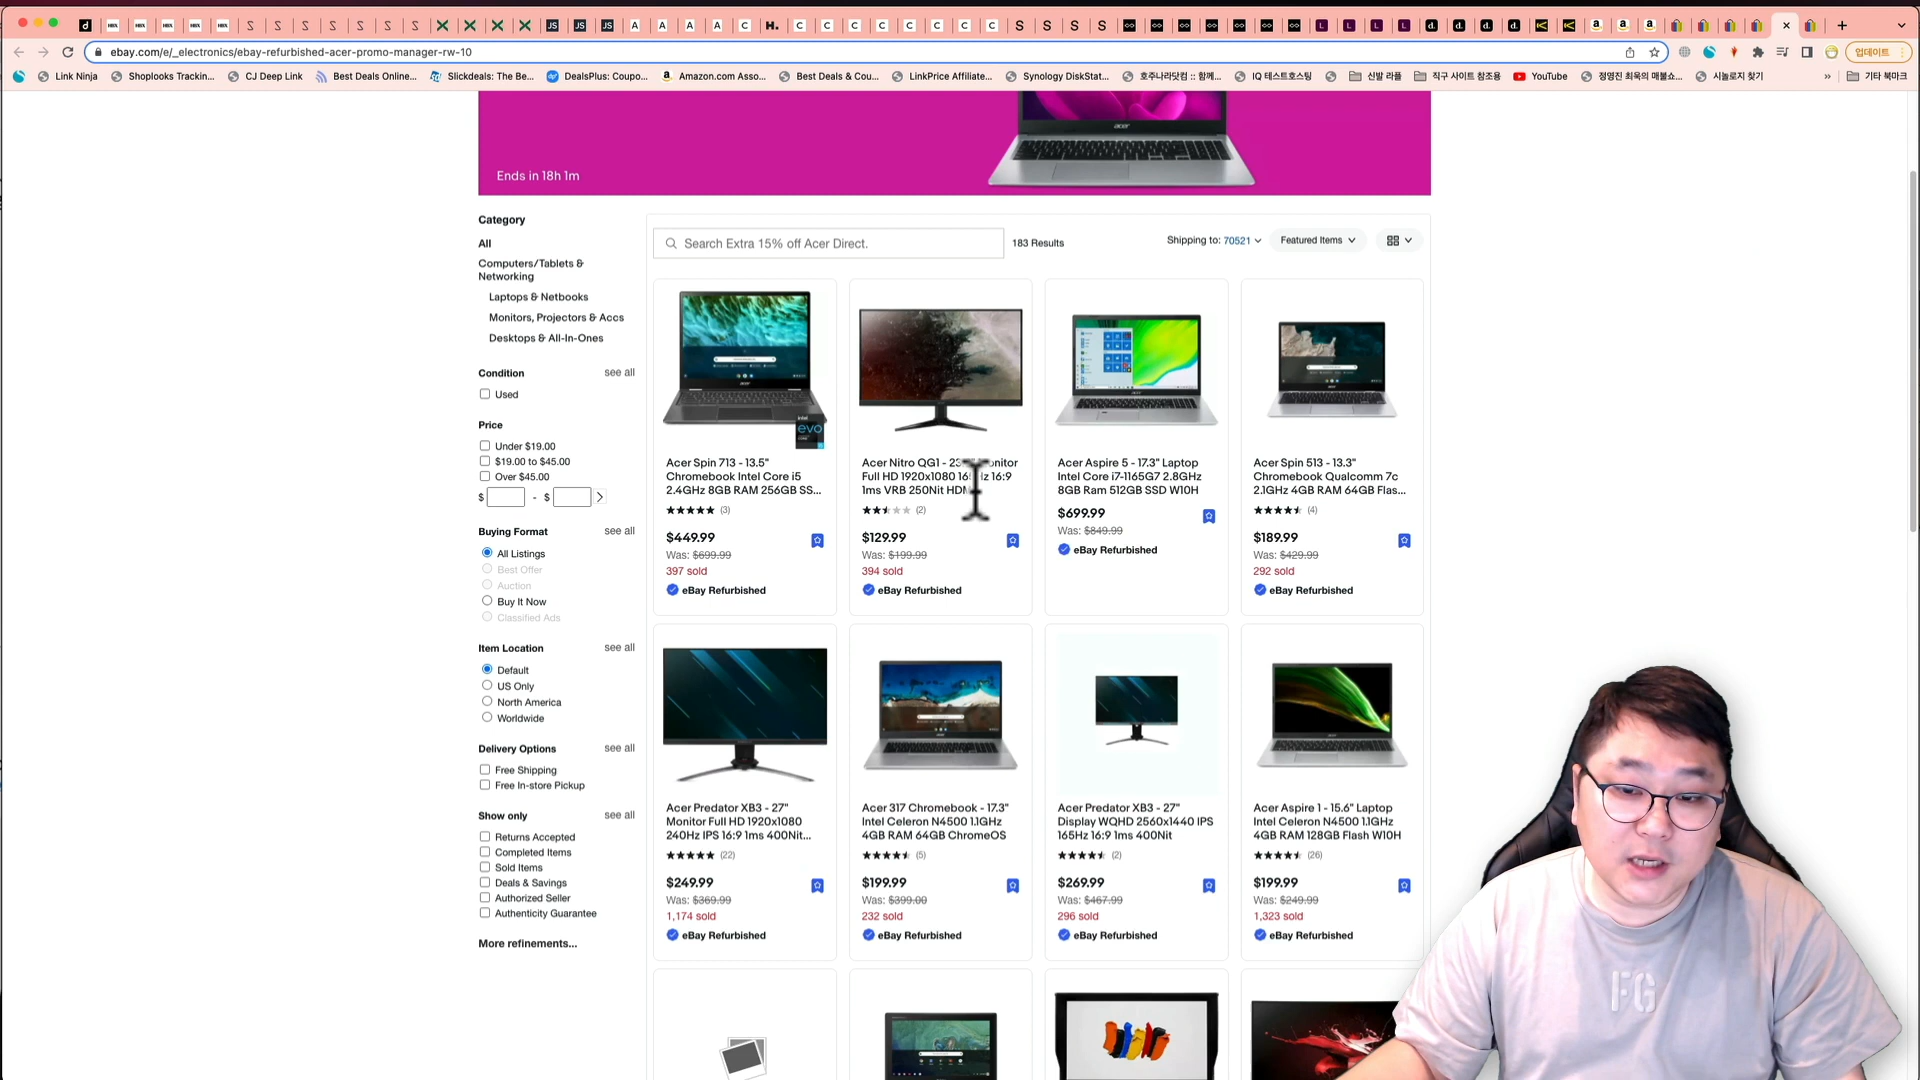 ebay.com/e/_electronics/ebay-refurbished-acer-promo-manager-rw-10
업데이트
Link Ninja
Shoplooks Trackin...
CJ Deep Link
Best Deals Online...
Slickdeals: The Be...
DealsPlus: Coupo...
Amazon.com Asso...
Best Deals & Cou...
LinkPrice Affiliate...
Synology DiskStat...
호주나라닷컴 :: 함께...
IQ 테스트호스팅
신발 라플
직구 사이트 참조용
YouTube
정영진 최욱의 매불쇼...
시놀로지 찾기
기타 북마크
acer
Ends in 18h 1m
Category
All
Computers/Tablets &
Networking
Laptops & Netbooks
Monitors, Projectors & Accs
Desktops & All-In-Ones
Condition see all
Used
Price
Under $19.00
$19.00 to $45.00
Over $45.00
$ - $
Buying Format see all
All Listings
Best Offer
Auction
Buy It Now
Classified Ads
Item Location see all
Default
US Only
North America
Worldwide
Delivery Options see all
Free Shipping
Free In-store Pickup
Show only see all
Returns Accepted
Completed Items
Sold Items
Deals & Savings
Authorized Seller
Authenticity Guarantee
More refinements...
Search Extra 15% off Acer Direct.
183 Results
Shipping to: 70521
Featured Items
intel
evo
Acer Spin 713 - 13.5"
Chromebook Intel Core i5
2.4GHz 8GB RAM 256GB SS...
(3)
$449.99
Was: $699.99
397 sold
eBay Refurbished
Acer Nitro QG1 - 23 onitor
Full HD 1920x1080 16 z 16:9
1ms VRB 250Nit HDM
(2)
$129.99
Was: $199.99
394 sold
eBay Refurbished
Acer Aspire 5 - 17.3" Laptop
Intel Core i7-1165G7 2.8GHz
8GB Ram 512GB SSD W10H
$699.99
Was: $849.99
eBay Refurbished
Acer Spin 513 - 13.3"
Chromebook Qualcomm 7c
2.1GHz 4GB RAM 64GB Flas...
(4)
$189.99
Was: $429.99
292 sold
eBay Refurbished
Acer Predator XB3 - 27"
Monitor Full HD 1920x1080
240Hz IPS 16:9 1ms 400Nit...
(22)
$249.99
Was: $369.99
1,174 sold
eBay Refurbished
Acer 317 Chromebook - 17.3"
Intel Celeron N4500 1.1GHz
4GB RAM 64GB ChromeOS
(5)
$199.99
Was: $399.00
232 sold
eBay Refurbished
Acer Predator XB3 - 27"
Display WQHD 2560x1440 IPS
165Hz 16:9 1ms 400Nit
(2)
$269.99
Was: $467.99
296 sold
eBay Refurbished
Acer Aspire 1 - 15.6" Laptop
Intel Celeron N4500 1.1GHz
4GB RAM 128GB Flash W10H
(26)
$199.99
Was: $249.99
1,323 sold
eBay Refurbished
FG